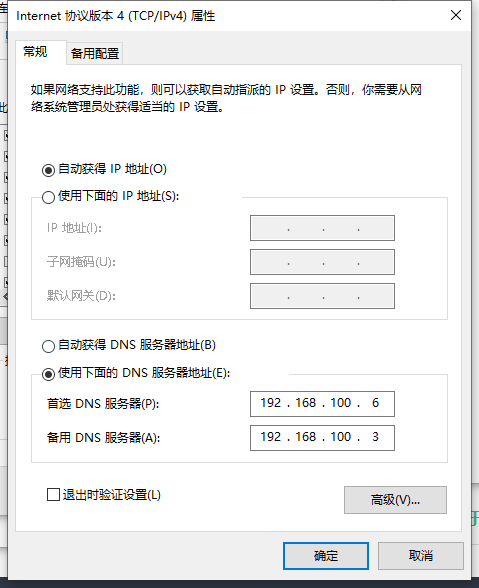 Internet 协议版本 4 (TCP/IPv4) 属性
常规
备用配置
如果网络支持此功能，则可以获取自动指派的 IP 设置。否则，你需要从网
络系统管理员处获得适当的 IP 设置。
自动获得 IP 地址(O)
使用下面的 IP 地址(S):
IP 地址(I):
子网掩码(U):
默认网关(D):
自动获得 DNS 服务器地址(B)
使用下面的 DNS 服务器地址(E):
首选 DNS 服务器(P): 192 . 168 . 100 . 6
备用 DNS 服务器(A): 192 . 168 . 100 . 3
退出时验证设置(L)
高级(V)...
确定 取消